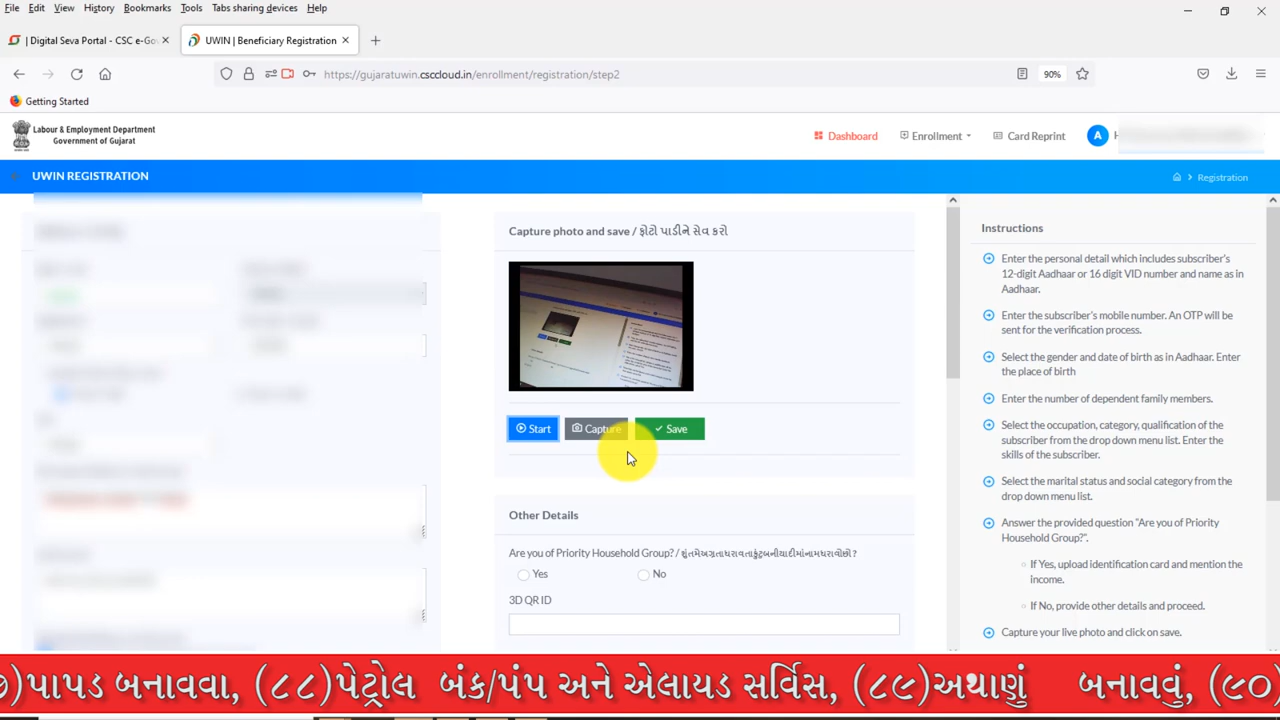 File Edit View History Bookmarks Tools Tabs sharing devices Help
| Digital Seva Portal - CSC e-Go
UWIN | Beneficiary Registration
https://gujaratuwin.csccloud.in/enrollment/registration/step2
90%
Getting Started
Labour & Employment Department
Government of Gujarat
Dashboard
Enrollment
Card Reprint
A
UWIN REGISTRATION
Registration
Capture photo and save / ફોટો પાડીને સેવ કરો
Start
Capture
Save
Other Details
Are you of Priority Household Group? / શુંતમેઅગ્રતાધરાવતાકુંટુબનીયાદીમાંનામધરાવોછો ?
Yes
No
3D QR ID
Instructions
Enter the personal detail which includes subscriber's
12-digit Aadhaar or 16 digit VID number and name as in
Aadhaar.
Enter the subscriber's mobile number. An OTP will be
sent for the verification process.
Select the gender and date of birth as in Aadhaar. Enter
the place of birth
Enter the number of dependent family members.
Select the occupation, category, qualification of the
subscriber from the drop down menu list. Enter the
skills of the subscriber.
Select the marital status and social category from the
drop down menu list.
Answer the provided question "Are you of Priority
Household Group?".
If Yes, upload identification card and mention the
income.
If No, provide other details and proceed.
Capture your live photo and click on save.
)પાપડ બનાવવા, (૮૮)પેટ્રોલ બંક/પંપ અને એલાયડ સર્વિસ, (૮૯)અથાણું બનાવવું, (૯૦